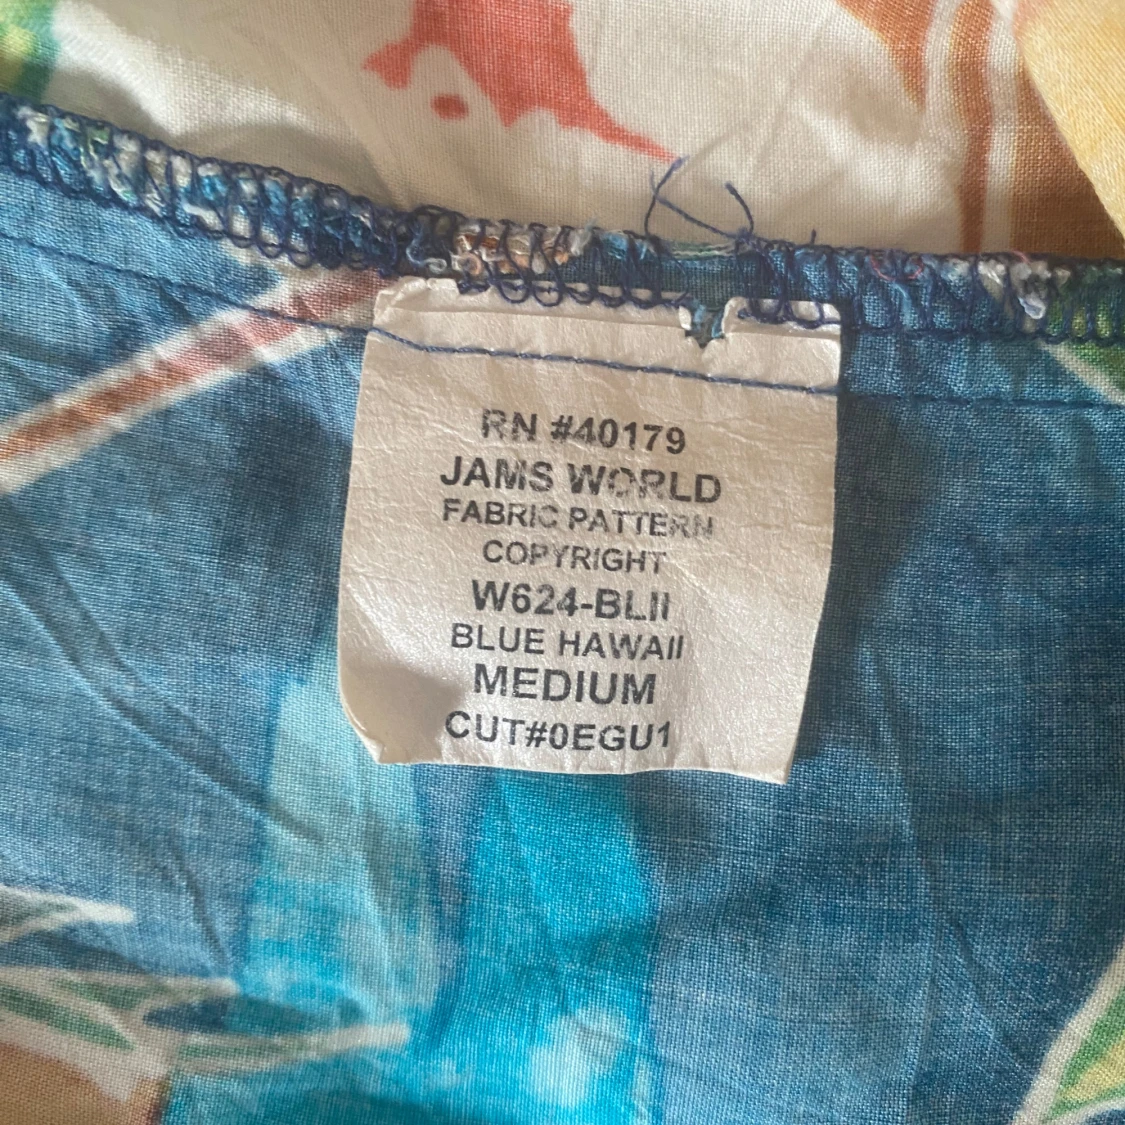 RN #40179
JAMS WORLD
FABRIC PATTERN
COPYRIGHT
W624-BLII
BLUE HAWAII
MEDIUM
CUT#0EGU1